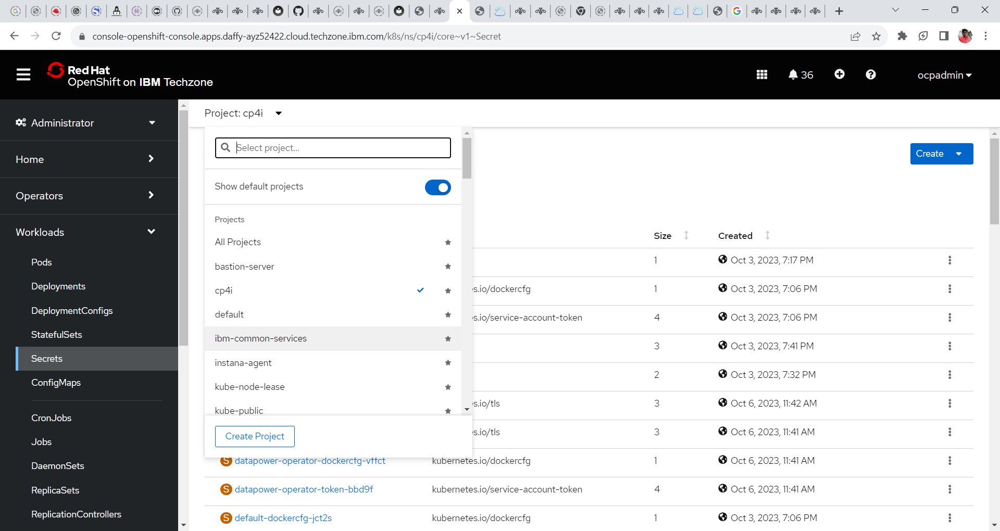 console-openshift-console.apps.daffy-ayz52422.cloud.techzone.ibm.com/k8s/ns/cp4i/core~v1~Secret
Red Hat
OpenShift on IBM Techzone
36
ocpadmin
Administrator
Home
Operators
Workloads
Pods
Deployments
DeploymentConfigs
StatefulSets
Secrets
ConfigMaps
CronJobs
Jobs
DaemonSets
ReplicaSets
ReplicationControllers
Project: cp4i
Select project...
Show default projects
Projects
All Projects
bastion-server
cp4i
default
ibm-common-services
instana-agent
kube-node-lease
kube-public
Create Project
Create
Size Created
1 Oct 3, 2023, 7:17 PM
es.io/dockercfg 1 Oct 3, 2023, 7:06 PM
es.io/service-account-token 4 Oct 3, 2023, 7:06 PM
3 Oct 3, 2023, 7:41 PM
2 Oct 3, 2023, 7:32 PM
es.io/tls 3 Oct 6, 2023, 11:42 AM
es.io/tls 3 Oct 6, 2023, 11:41 AM
S datapower-operator-dockercfg-vffct kubernetes.io/dockercfg 1 Oct 6, 2023, 11:41 AM
S datapower-operator-token-bbd9f kubernetes.io/service-account-token 4 Oct 6, 2023, 11:41 AM
S default-dockercfg-jct2s kubernetes.io/dockercfg 1 Oct 3, 2023, 7:06 PM